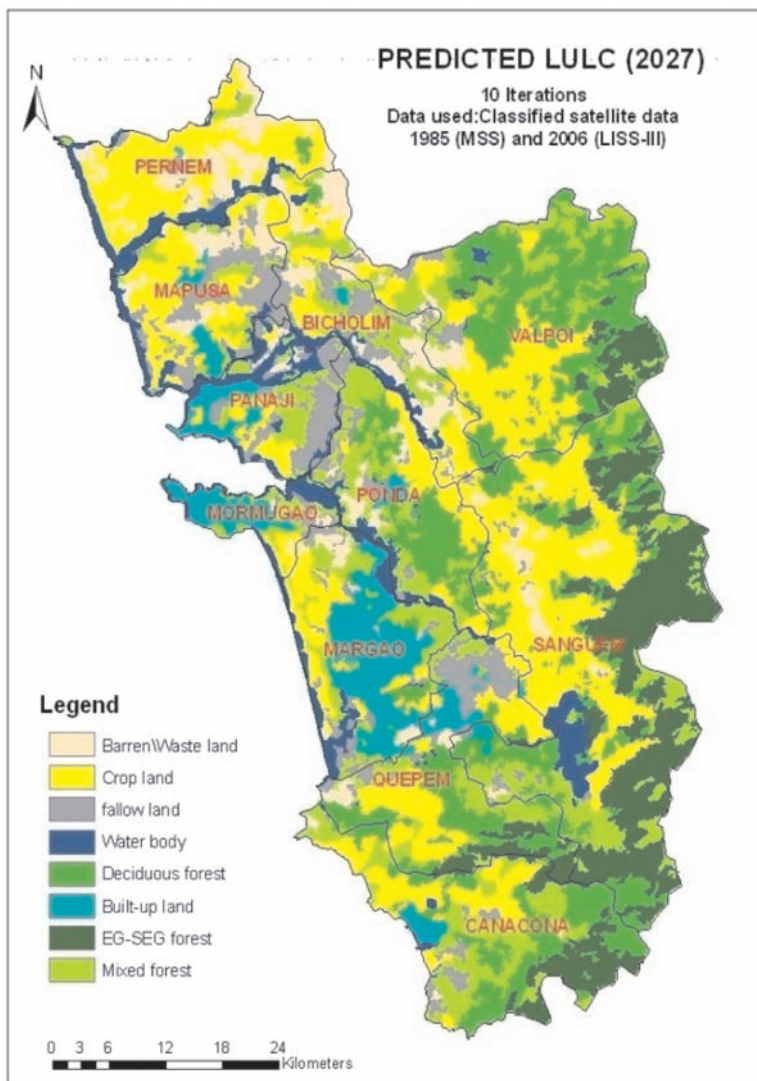 PREDICTED LULC (2027)
10 Iterations
Data used:Classified satellite data
1985 (MSS) and 2006 (LISS-III)
N
PERNEM
MAPUSA
BICHOLIM
VALPOI
PANAJI
PONDA
MORMUGAO
MARGAO
SANGUEM
QUEPEM
CANACONA
Legend
Barren\Waste land
Crop land
fallow land
Water body
Deciduous forest
Built-up land
EG-SEG forest
Mixed forest
0 3 6 12 18 24
Kilometers